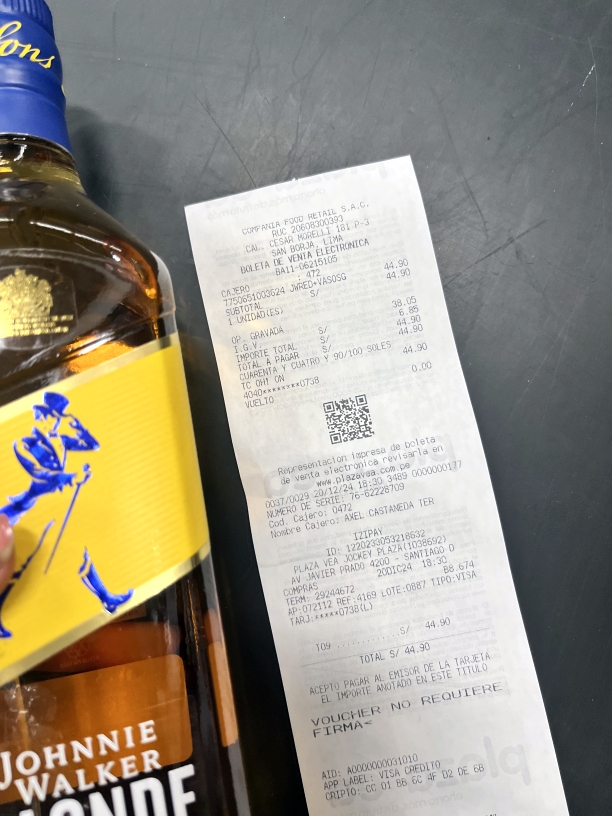 ons
JOHNNIE
WALKER
LONDE
COMPANIA FOOD RETAIL S.A.C.
RUC 20608300393
CAL. CESAR MORELLI 181 P-3
SAN BORJA, LIMA
BOLETA DE VENTA ELECTRONICA
BA11-06215105
CAJERO : 472
7750651003624 JWRED+VASOSG 44.90
SUBTOTAL S/ 44.90
1 UNIDAD(ES)
OP. GRAVADA 38.05
I.G.V. S/ 6.85
IMPORTE TOTAL S/ 44.90
TOTAL A PAGAR S/ 44.90
CUARENTA Y CUATRO Y 90/100 SOLES
TC OH! ON 44.90
4040********0738
VUELTO 0.00
Representacion impresa de boleta
de venta electronica revisarla en
www.plazavea.com.pe
0037/0029 20/12/24 18:30 3489 0000000177
NUMERO DE SERIE: 76-62228709
Cod. Cajero: 0472
Nombre Cajero: AXEL CASTANEDA TER
IZIPAY
ID: 1220233053218632
PLAZA VEA JOCKEY PLAZA(1038692)
AV JAVIER PRADO 4200 - SANTIAGO D
COMPRAS 20DIC24 18:30
TERM: 29244672 B8.674
AP:072112 REF:4169 LOTE:0887 TIPO:VISA
TARJ:*****0738(L)
T09 ............S/ 44.90
TOTAL S/ 44.90
ACEPTO PAGAR AL EMISOR DE LA TARJETA
EL IMPORTE ANOTADO EN ESTE TITULO
VOUCHER NO REQUIERE
FIRMA<
AID: A0000000031010
APP LABEL: VISA CREDITO
CRIPTO: CC 01 B6 6C 4F D2 DE 6B